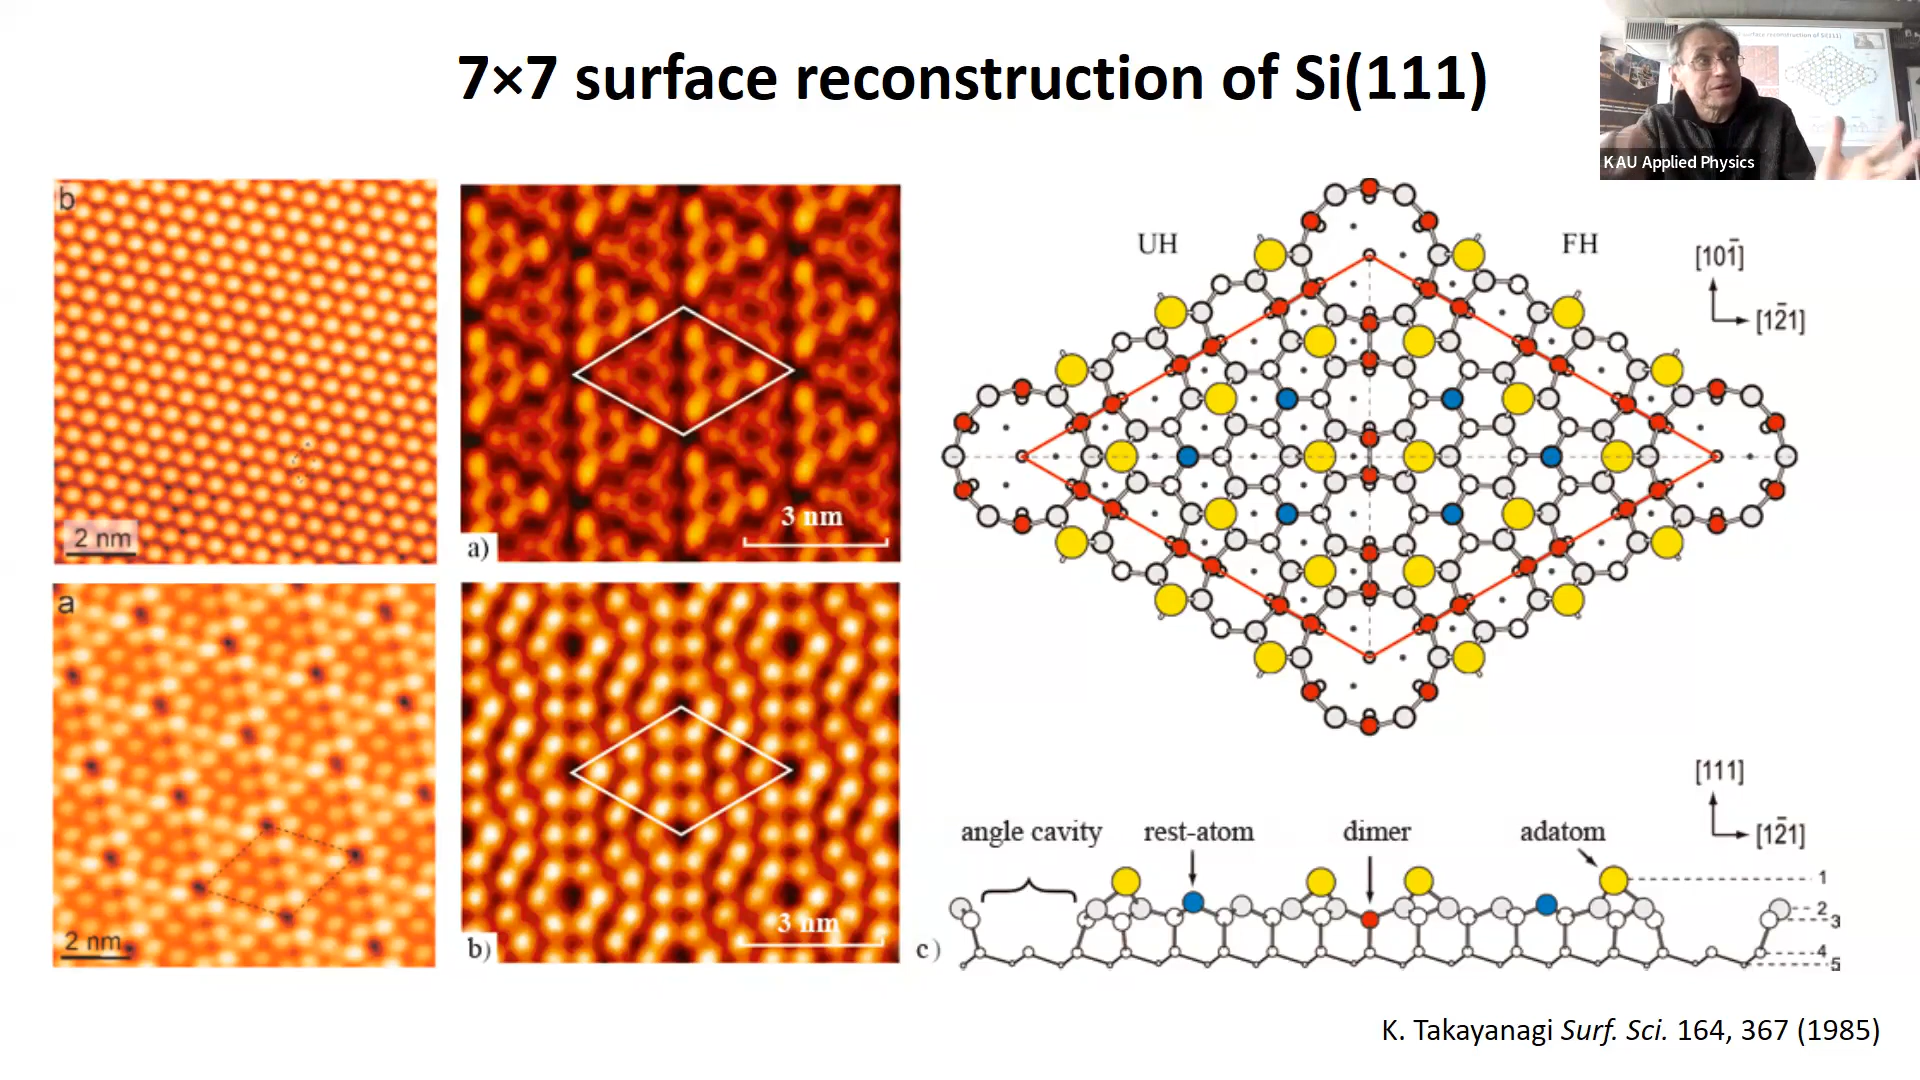 7×7 surface reconstruction of Si(111)
KAU Applied Physics
b
2 nm
a
2 nm
3 nm
a)
3 nm
b)
UH
FH
[101̄]
[12̄1]
[111]
[12̄1]
angle cavity
rest-atom
dimer
adatom
1
2
3
4
5
c)
K. Takayanagi Surf. Sci. 164, 367 (1985)